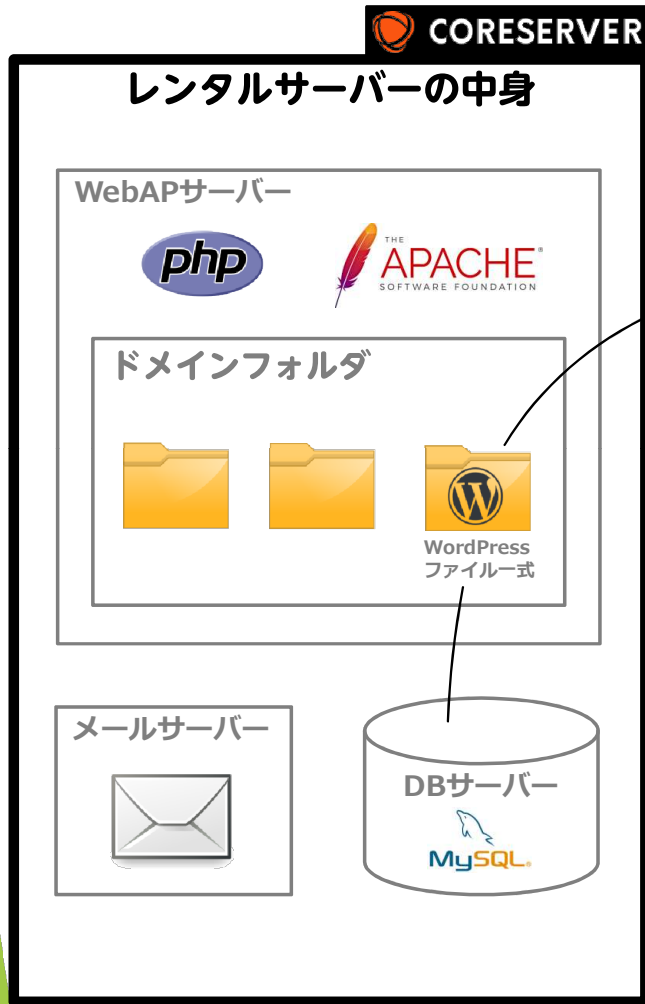 CORESERVER
レンタルサーバーの中身
WebAPサーバー
php
THE
APACHE®
SOFTWARE FOUNDATION
ドメインフォルダ
WordPress
ファイル一式
メールサーバー
DBサーバー
MySQL®